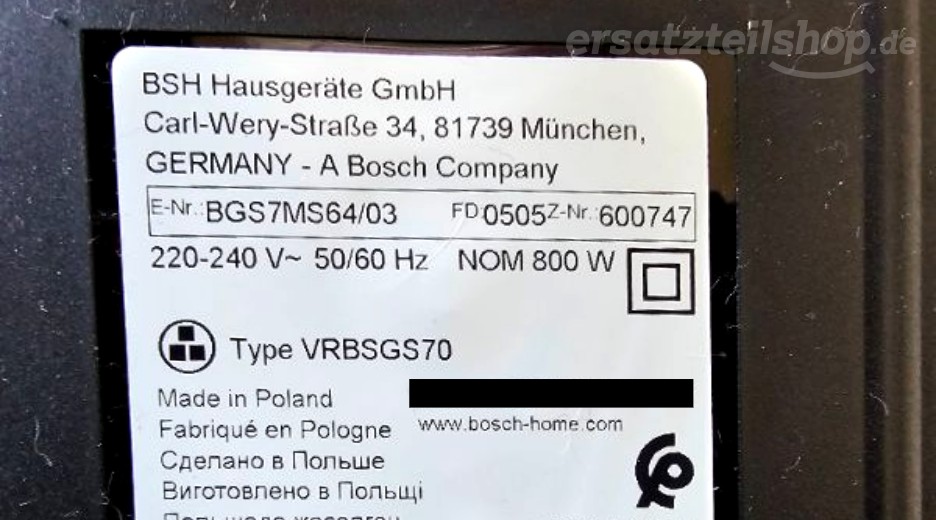 ersatzteilshop.de
BSH Hausgeräte GmbH
Carl-Wery-Straße 34, 81739 München,
GERMANY - A Bosch Company
E-Nr.:BGS7MS64/03 FD:0505 Z-Nr.:600747
220-240 V~ 50/60 Hz NOM 800 W
Type VRBSGS70
Made in Poland
Fabriqué en Pologne www.bosch-home.com
Сделано в Польше
Виготовлено в Польщі